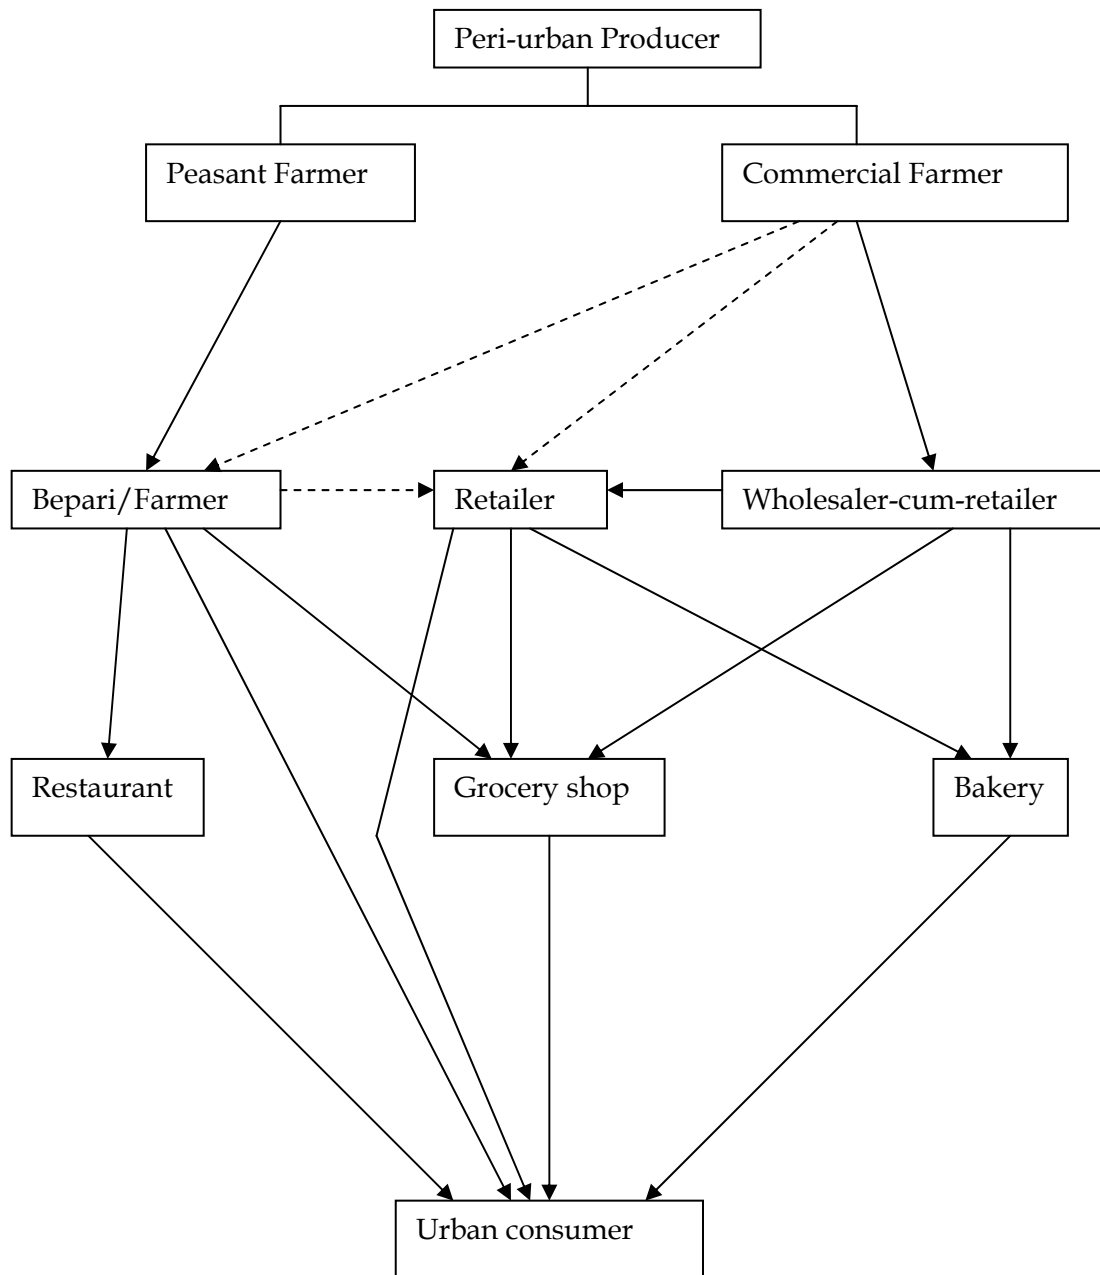 Peri-urban Producer
Peasant Farmer
Commercial Farmer
Bepari/Farmer
Retailer
Wholesaler-cum-retailer
Restaurant
Grocery shop
Bakery
Urban consumer